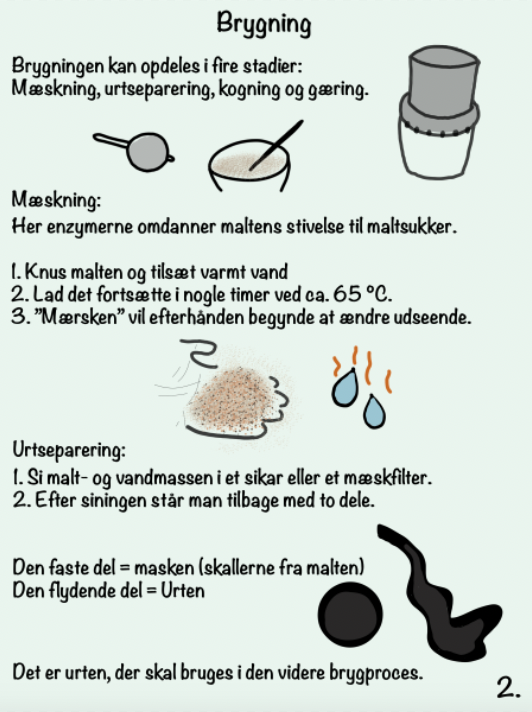 Brygning
Brygningen kan opdeles i fire stadier:
Mæskning, urtseparering, kogning og gæring.
Mæskning:
Her enzymerne omdanner maltens stivelse til maltsukker.
1. Knus malten og tilsæt varmt vand
2. Lad det fortsætte i nogle timer ved ca. 65 °C.
3. ”Mærsken” vil efterhånden begynde at ændre udseende.
Urtseparering:
1. Si malt- og vandmassen i et sikar eller et mæskfilter.
2. Efter siningen står man tilbage med to dele.
Den faste del = masken (skallerne fra malten)
Den flydende del = Urten
Det er urten, der skal bruges i den videre brygproces.
2.